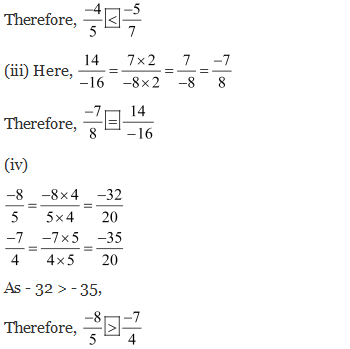 Therefore, -4/5 < -5/7
(iii) Here, 14/-16 = 7×2/-8×2 = 7/-8 = -7/8
Therefore, -7/8 = 14/-16
(iv)
-8/5 = -8×4/5×4 = -32/20
-7/4 = -7×5/4×5 = -35/20
As - 32 > - 35,
Therefore, -8/5 > -7/4